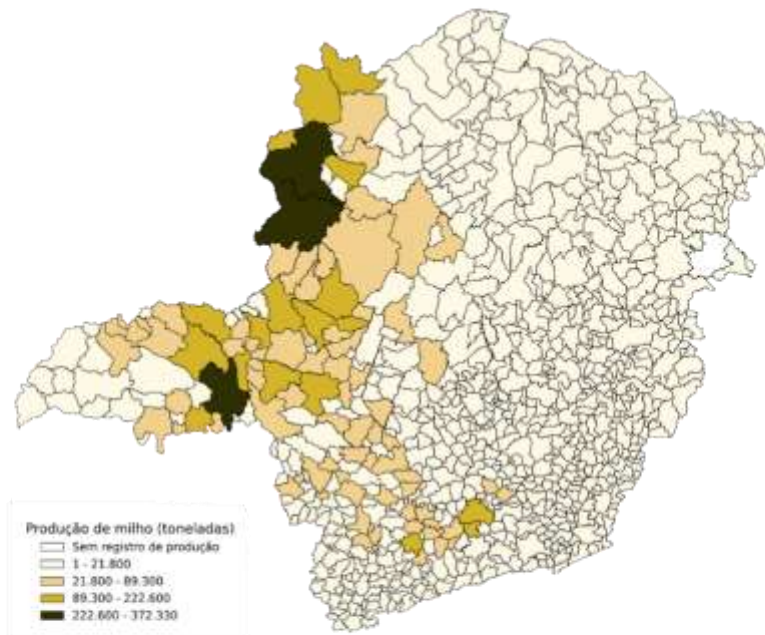 Produção de milho (toneladas)
Sem registro de produção
1 - 21.800
21.800 - 89.300
89.300 - 222.600
222.600 - 372.330